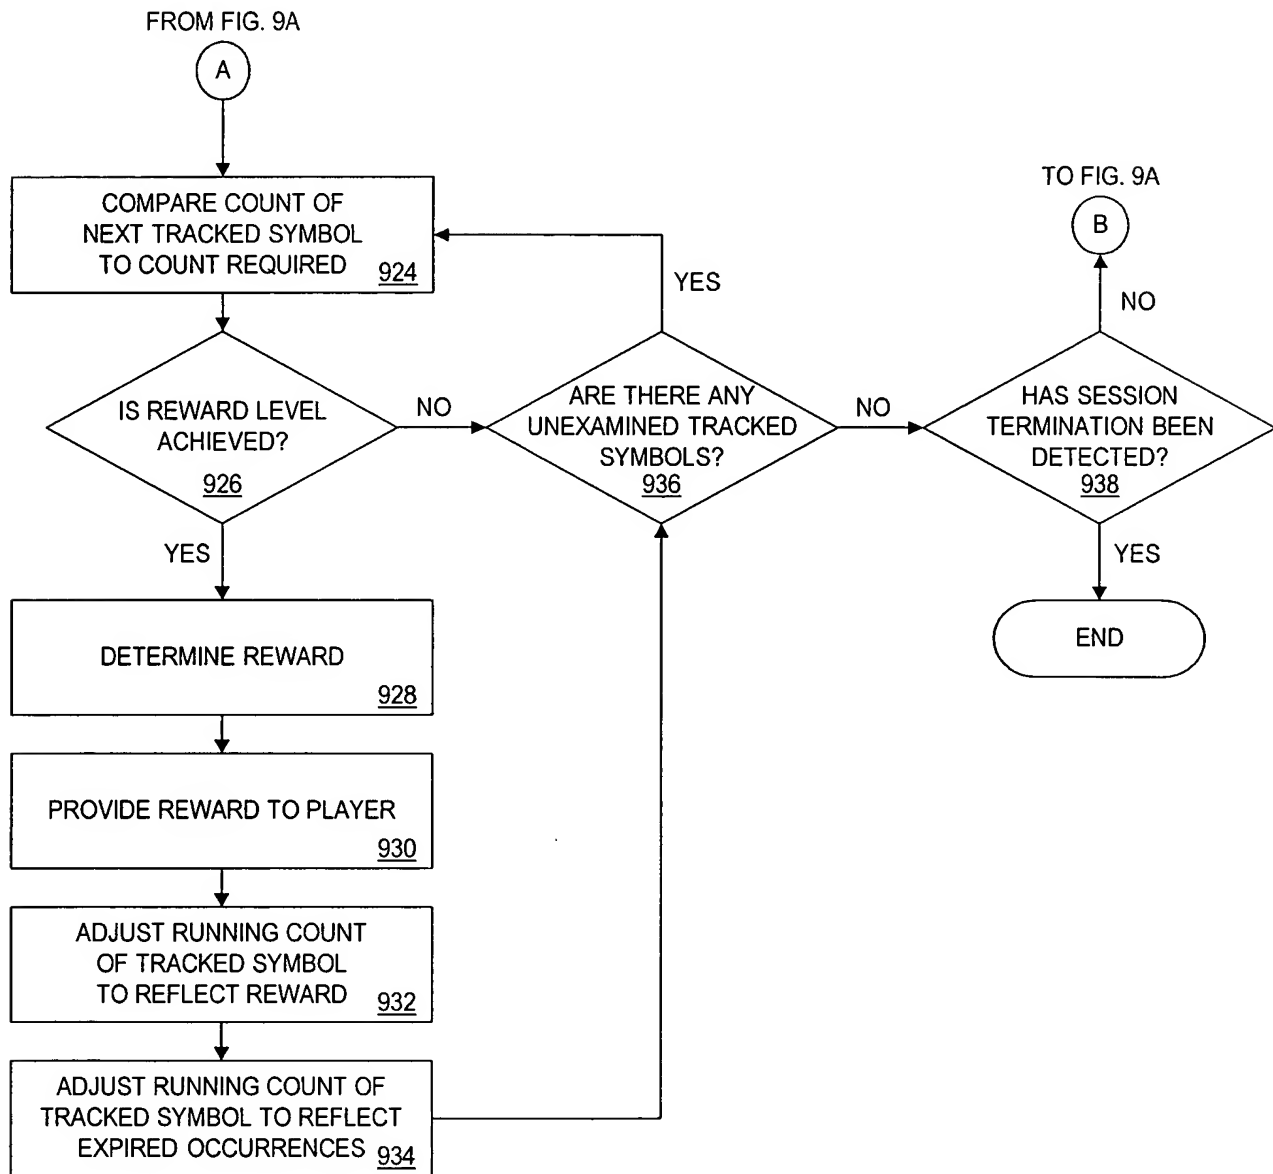 FROM FIG. 9A
A
COMPARE COUNT OF
NEXT TRACKED SYMBOL
TO COUNT REQUIRED
924
IS REWARD LEVEL
ACHIEVED?
926
NO
YES
DETERMINE REWARD
928
PROVIDE REWARD TO PLAYER
930
ADJUST RUNNING COUNT
OF TRACKED SYMBOL
TO REFLECT REWARD
932
ADJUST RUNNING COUNT OF
TRACKED SYMBOL TO REFLECT
EXPIRED OCCURRENCES
934
YES
ARE THERE ANY
UNEXAMINED TRACKED
SYMBOLS?
936
NO
TO FIG. 9A
B
NO
HAS SESSION
TERMINATION BEEN
DETECTED?
938
YES
END